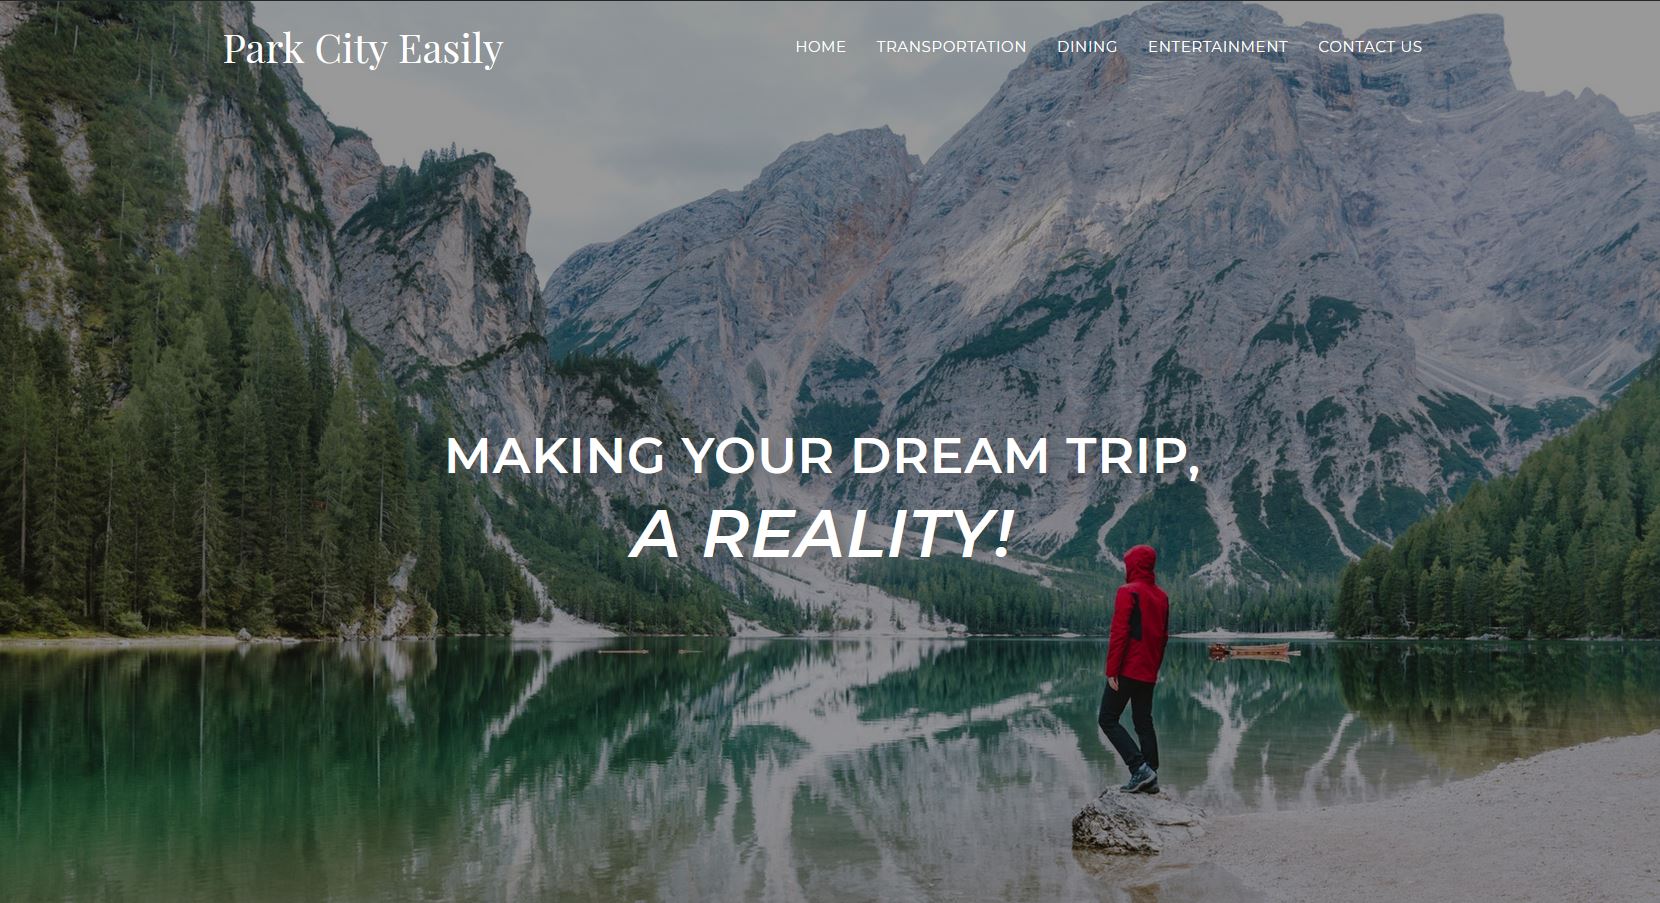 Park City Easily
HOME TRANSPORTATION DINING ENTERTAINMENT CONTACT US
MAKING YOUR DREAM TRIP,
A REALITY!